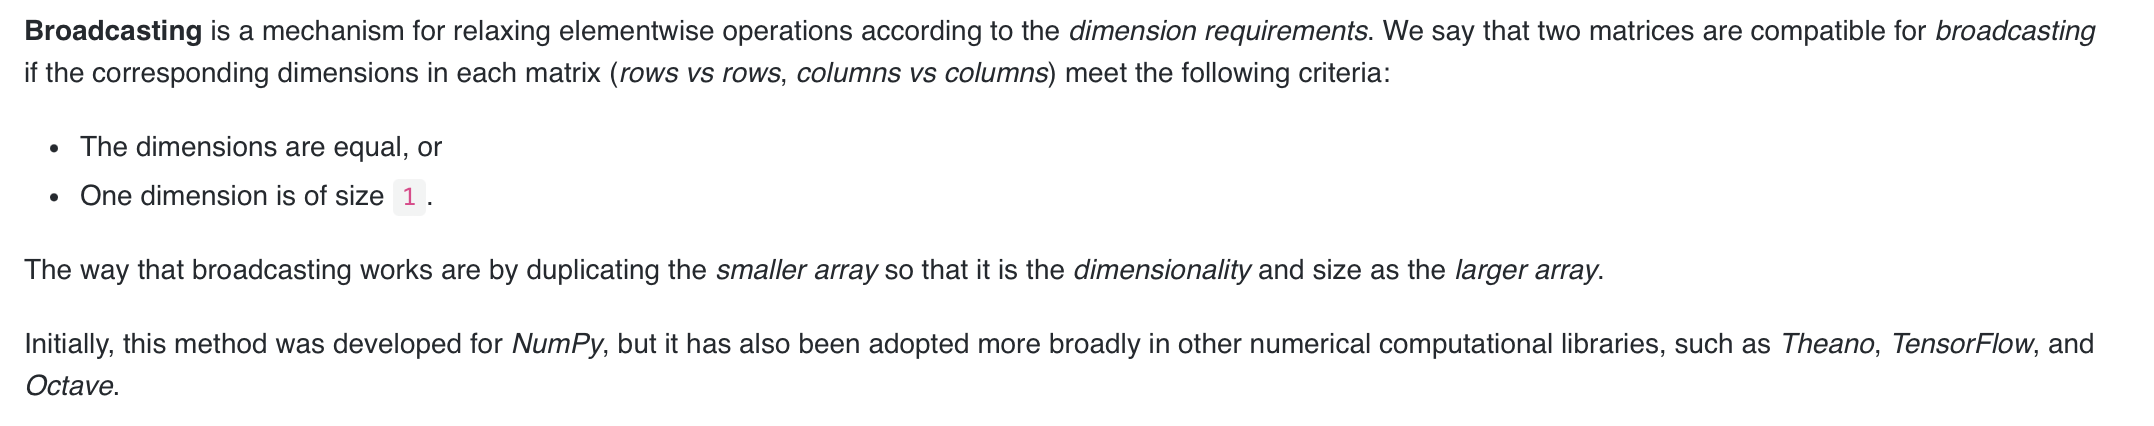 Broadcasting is a mechanism for relaxing elementwise operations according to the dimension requirements. We say that two matrices are compatible for broadcasting
if the corresponding dimensions in each matrix (rows vs rows, columns vs columns) meet the following criteria:
• The dimensions are equal, or
• One dimension is of size 1.
The way that broadcasting works are by duplicating the smaller array so that it is the dimensionality and size as the larger array.
Initially, this method was developed for NumPy, but it has also been adopted more broadly in other numerical computational libraries, such as Theano, TensorFlow, and
Octave.